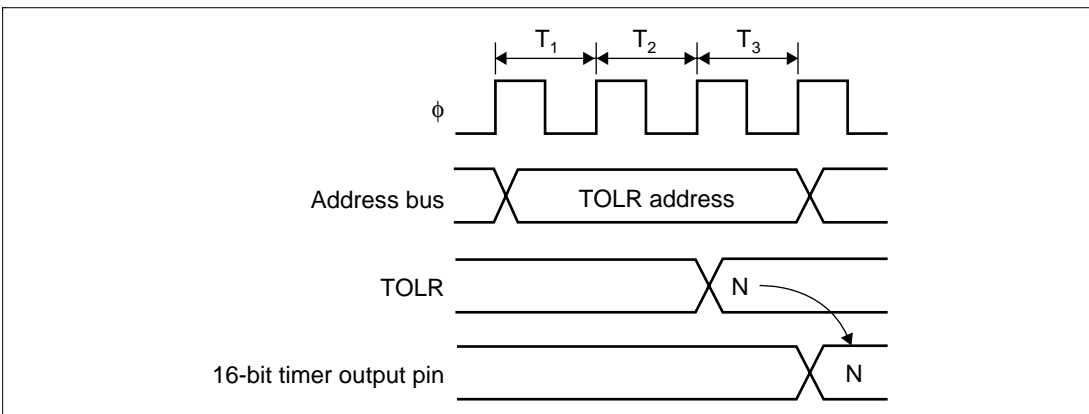 T1 T2 T3
φ
Address bus TOLR address
TOLR N
16-bit timer output pin N